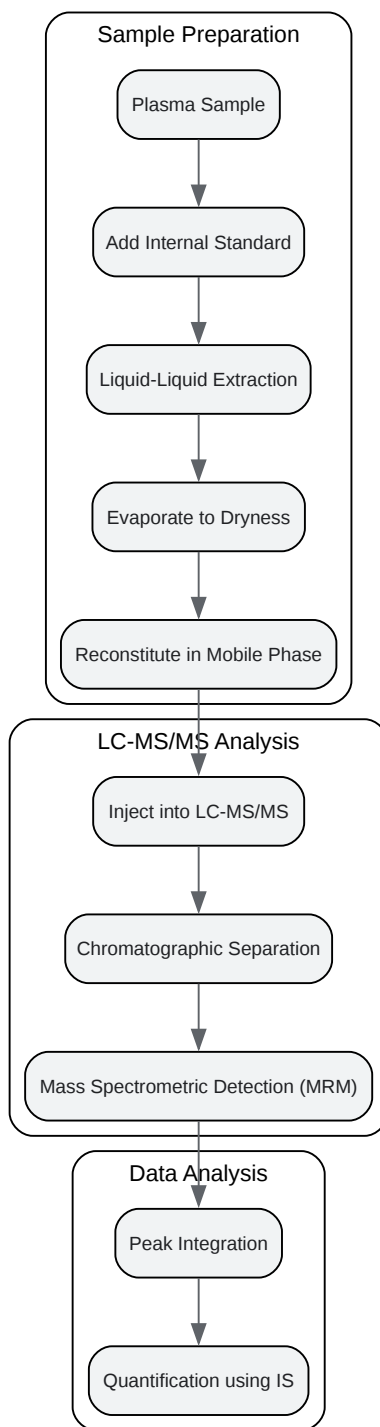 Sample Preparation
Plasma Sample
Add Internal Standard
Liquid-Liquid Extraction
Evaporate to Dryness
Reconstitute in Mobile Phase
LC-MS/MS Analysis
Inject into LC-MS/MS
Chromatographic Separation
Mass Spectrometric Detection (MRM)
Data Analysis
Peak Integration
Quantification using IS